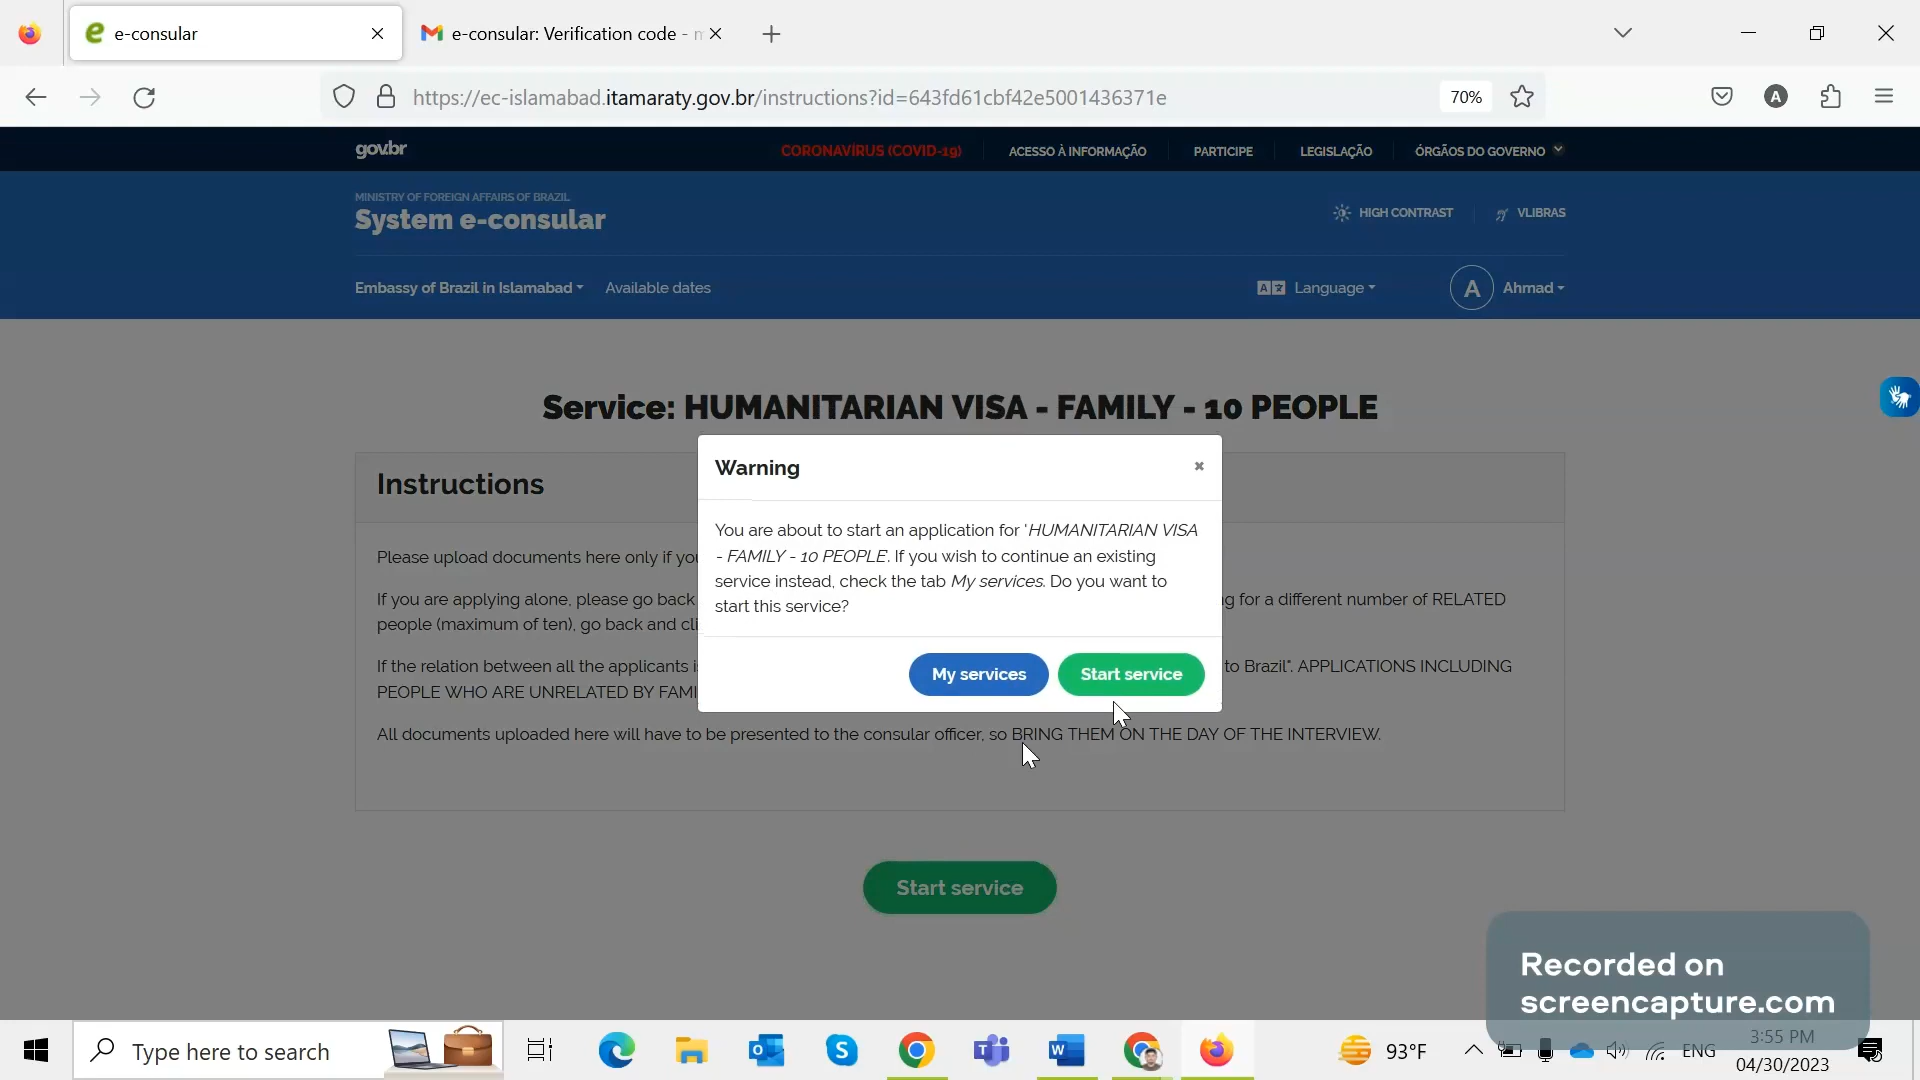 e-consular
e-consular: Verification code -
https://ec-islamabad.itamaraty.gov.br/instructions?id=643fd61cbf42e5001436371e
70%
A
gov.br
CORONAVÍRUS (COVID-19)
ACESSO À INFORMAÇÃO
PARTICIPE
LEGISLAÇÃO
ÓRGÃOS DO GOVERNO
MINISTRY OF FOREIGN AFFAIRS OF BRAZIL
System e-consular
HIGH CONTRAST
VLIBRAS
Embassy of Brazil in Islamabad
Available dates
Language
A
Ahmad
Service: HUMANITARIAN VISA - FAMILY - 10 PEOPLE
Instructions
Please upload documents here only if
If you are applying alone, please go back
for a different number of RELATED
people (maximum of ten), go back and
If the relation between all the applicants
to Brazil". APPLICATIONS INCLUDING
PEOPLE WHO ARE UNRELATED BY
All documents uploaded here will have to be presented to the consular officer, so BRING THEM ON THE DAY OF THE INTERVIEW.
Warning
×
You are about to start an application for 'HUMANITARIAN VISA
- FAMILY - 10 PEOPLE'. If you wish to continue an existing
service instead, check the tab My services. Do you want to
start this service?
My services
Start service
Start service
Recorded on
screencapture.com
Type here to search
93°F
ENG
3:55 PM
04/30/2023